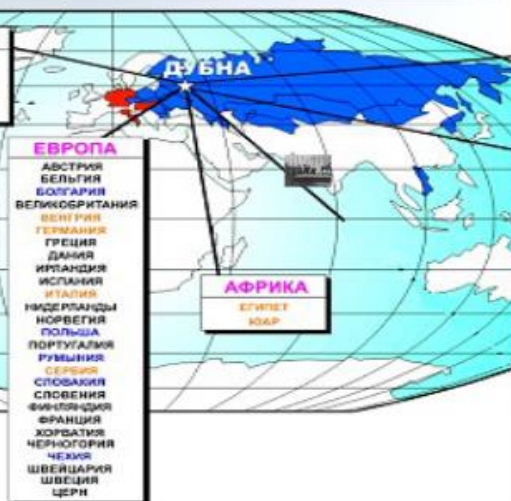 ДУБНА
ЕВРОПА
АВСТРИЯ
БЕЛЬГИЯ
БОЛГАРИЯ
ВЕЛИКОБРИТАНИЯ
ВЕНГРИЯ
ГЕРМАНИЯ
ГРЕЦИЯ
ДАНИЯ
ИРЛАНДИЯ
ИСПАНИЯ
ИТАЛИЯ
НИДЕРЛАНДЫ
НОРВЕГИЯ
ПОЛЬША
ПОРТУГАЛИЯ
РУМЫНИЯ
СЕРБИЯ
СЛОВАКИЯ
СЛОВЕНИЯ
ФИНЛЯНДИЯ
ФРАНЦИЯ
ХОРВАТИЯ
ЧЕРНОГОРИЯ
ЧЕХИЯ
ШВЕЙЦАРИЯ
ШВЕЦИЯ
ЦЕРН
АФРИКА
ЕГИПЕТ
ЮАР